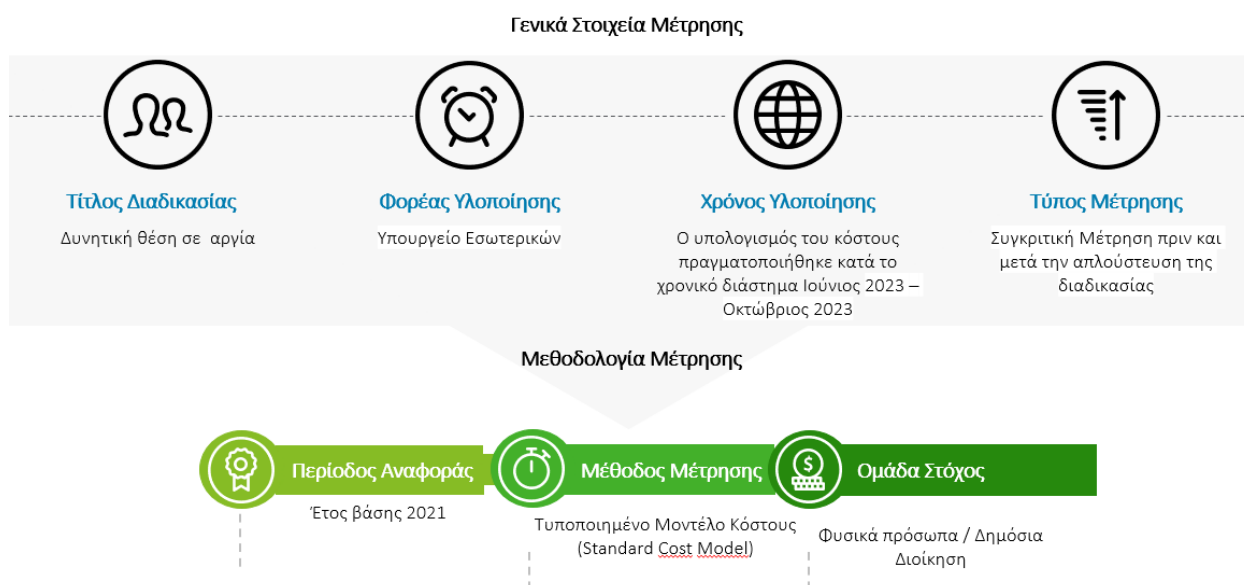 Γενικά Στοιχεία Μέτρησης
Τίτλος Διαδικασίας
Δυνητική θέση σε αργία
Φορέας Υλοποίησης
Υπουργείο Εσωτερικών
Χρόνος Υλοποίησης
Ο υπολογισμός του κόστους
πραγματοποιήθηκε κατά το
χρονικό διάστημα Ιούνιος 2023 –
Οκτώβριος 2023
Τύπος Μέτρησης
Συγκριτική Μέτρηση πριν και
μετά την απλούστευση της
διαδικασίας
Μεθοδολογία Μέτρησης
Περίοδος Αναφοράς
Έτος βάσης 2021
Μέθοδος Μέτρησης
Τυποποιημένο Μοντέλο Κόστους
(Standard Cost Model)
$
Ομάδα Στόχος
Φυσικά πρόσωπα / Δημόσια
Διοίκηση